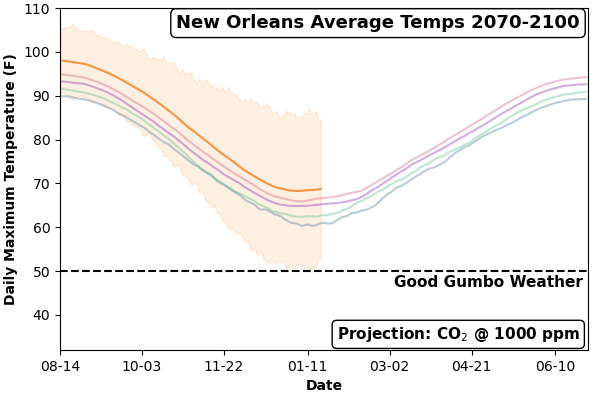 New Orleans Average Temps 2070-2100
Daily Maximum Temperature (F)
110
100
90
80
70
60
50
40
Good Gumbo Weather
Projection: CO₂ @ 1000 ppm
08-14 10-03 11-22 01-11 03-02 04-21 06-10
Date